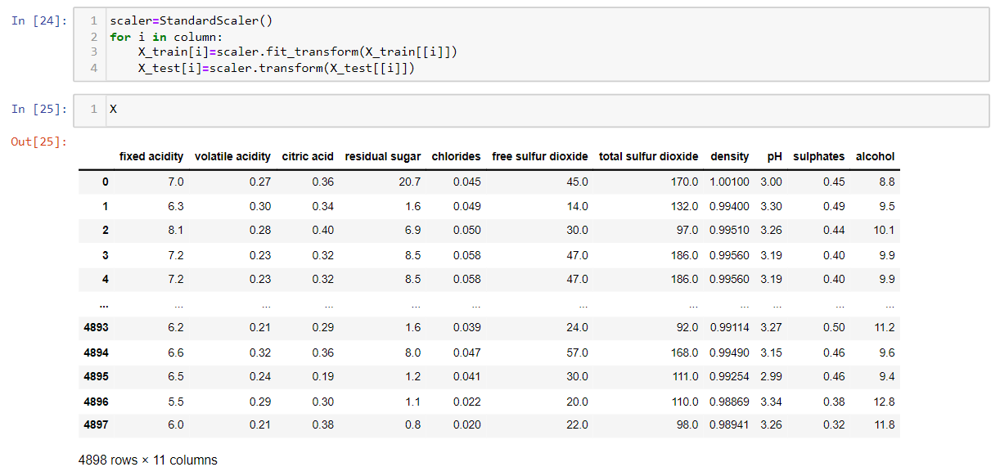 In [24]:
1 scaler=StandardScaler()
2 for i in column:
3     X_train[i]=scaler.fit_transform(X_train[[i]])
4     X_test[i]=scaler.transform(X_test[[i]])
In [25]:
1 X
Out[25]:
fixed acidity volatile acidity citric acid residual sugar chlorides free sulfur dioxide total sulfur dioxide density pH sulphates alcohol
0 7.0 0.27 0.36 20.7 0.045 45.0 170.0 1.00100 3.00 0.45 8.8
1 6.3 0.30 0.34 1.6 0.049 14.0 132.0 0.99400 3.30 0.49 9.5
2 8.1 0.28 0.40 6.9 0.050 30.0 97.0 0.99510 3.26 0.44 10.1
3 7.2 0.23 0.32 8.5 0.058 47.0 186.0 0.99560 3.19 0.40 9.9
4 7.2 0.23 0.32 8.5 0.058 47.0 186.0 0.99560 3.19 0.40 9.9
... ... ... ... ... ... ... ... ... ... ... ...
4893 6.2 0.21 0.29 1.6 0.039 24.0 92.0 0.99114 3.27 0.50 11.2
4894 6.6 0.32 0.36 8.0 0.047 57.0 168.0 0.99490 3.15 0.46 9.6
4895 6.5 0.24 0.19 1.2 0.041 30.0 111.0 0.99254 2.99 0.46 9.4
4896 5.5 0.29 0.30 1.1 0.022 20.0 110.0 0.98869 3.34 0.38 12.8
4897 6.0 0.21 0.38 0.8 0.020 22.0 98.0 0.98941 3.26 0.32 11.8
4898 rows × 11 columns